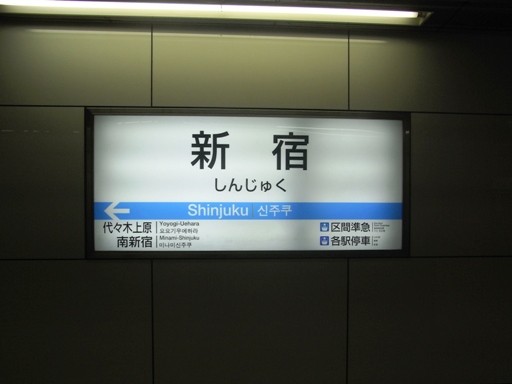 新宿
しんじゅく
Shinjuku 신주쿠
代々木上原 Yoyogi-Uehara 요요기우에하라
南新宿 Minami-Shinjuku 미나미신주쿠
区間準急
各駅停車